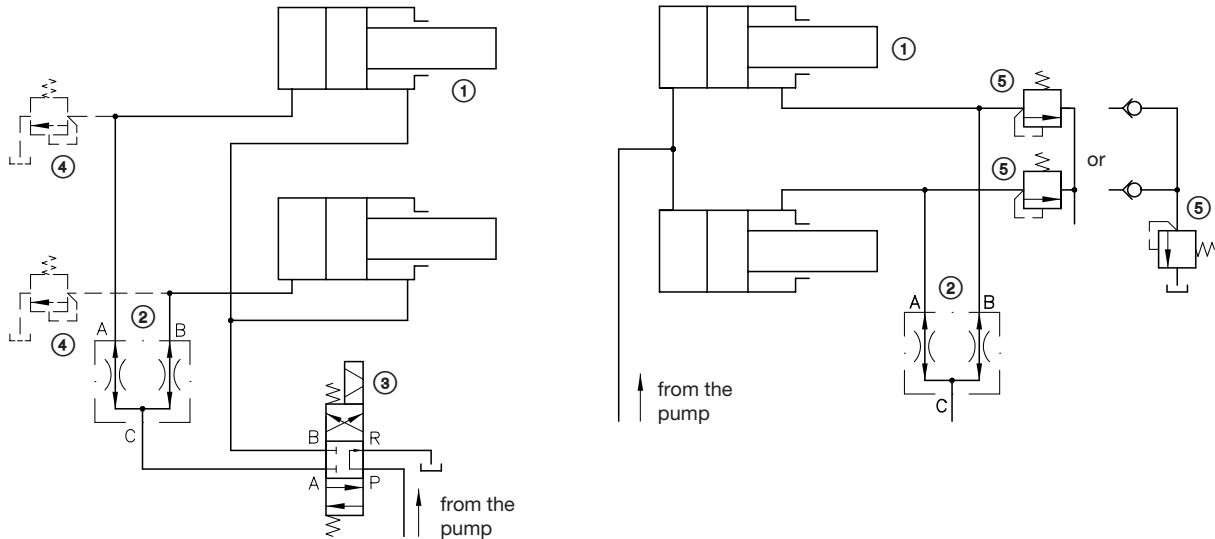 ①
④
②
A
B
④
C
③
B
R
A
P
from the
pump
①
⑤
or
⑤
⑤
②
A
B
C
from the
pump